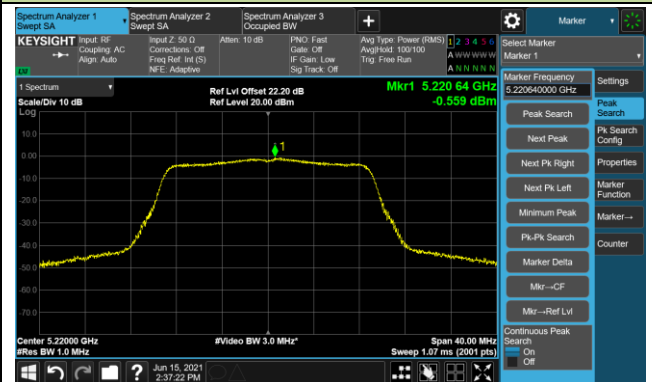 Spectrum Analyzer 1
Swept SA
Spectrum Analyzer 2
Swept SA
Spectrum Analyzer 3
Occupied BW
+
Marker
KEYSIGHT
Input: RF
Coupling: AC
Align: Auto
Input Z: 50 Ω
Corrections: Off
Freq Ref: Int (S)
NFE: Adaptive
Atten: 10 dB
PNO: Fast
Gate: Off
IF Gain: Low
Sig Track: Off
Avg Type: Power (RMS)
Avg|Hold: 100/100
Trig: Free Run
1 2 3 4 5 6
A W W W W W
A N N N N N
LXI
Select Marker
Marker 1
1 Spectrum
Scale/Div 10 dB
Log
Ref Lvl Offset 22.20 dB
Ref Level 20.00 dBm
Mkr1 5.220 64 GHz
-0.559 dBm
1
10.0
0.00
-10.0
-20.0
-30.0
-40.0
-50.0
-60.0
-70.0
Center 5.22000 GHz
#Res BW 1.0 MHz
#Video BW 3.0 MHz*
Span 40.00 MHz
Sweep 1.07 ms (2001 pts)
Marker Frequency
5.220640000 GHz
Peak Search
Next Peak
Next Pk Right
Next Pk Left
Minimum Peak
Pk-Pk Search
Marker Delta
Mkr→CF
Mkr→Ref Lvl
Continuous Peak
Search
On
Off
Settings
Peak
Search
Pk Search
Config
Properties
Marker
Function
Marker→
Counter
?
Jun 15, 2021
2:37:22 PM